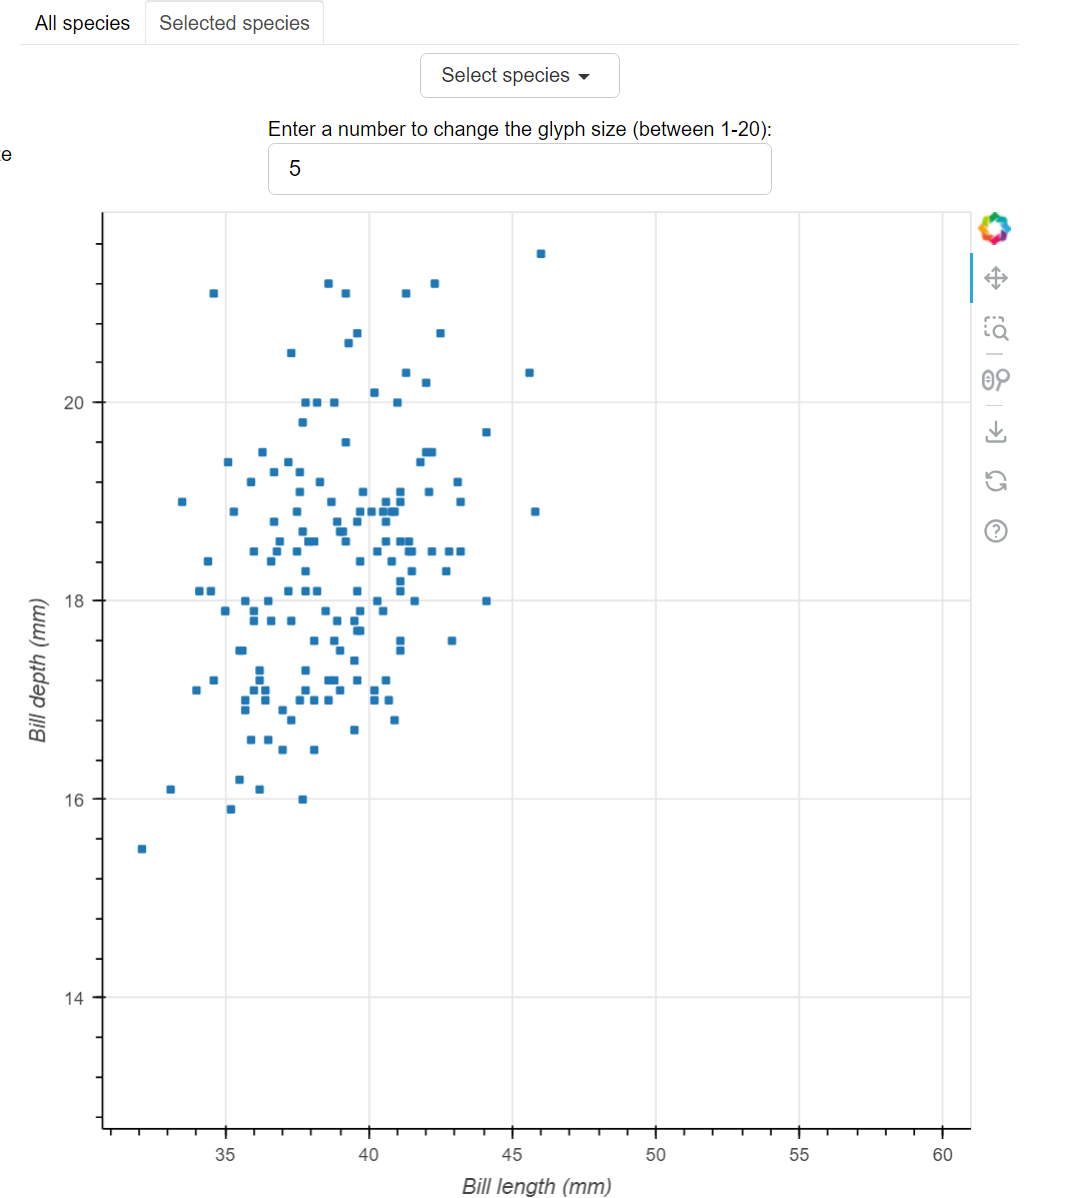 All species
Selected species
Select species
Enter a number to change the glyph size (between 1-20):
5
20
18
16
14
Bill depth (mm)
35
40
45
50
55
60
Bill length (mm)